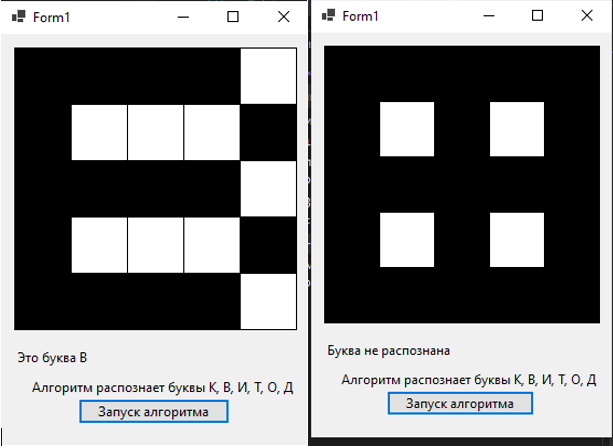 Form1
Это буква В
Алгоритм распознает буквы К, В, И, Т, О, Д
Запуск алгоритма
Form1
Буква не распознана
Алгоритм распознает буквы К, В, И, Т, О, Д
Запуск алгоритма